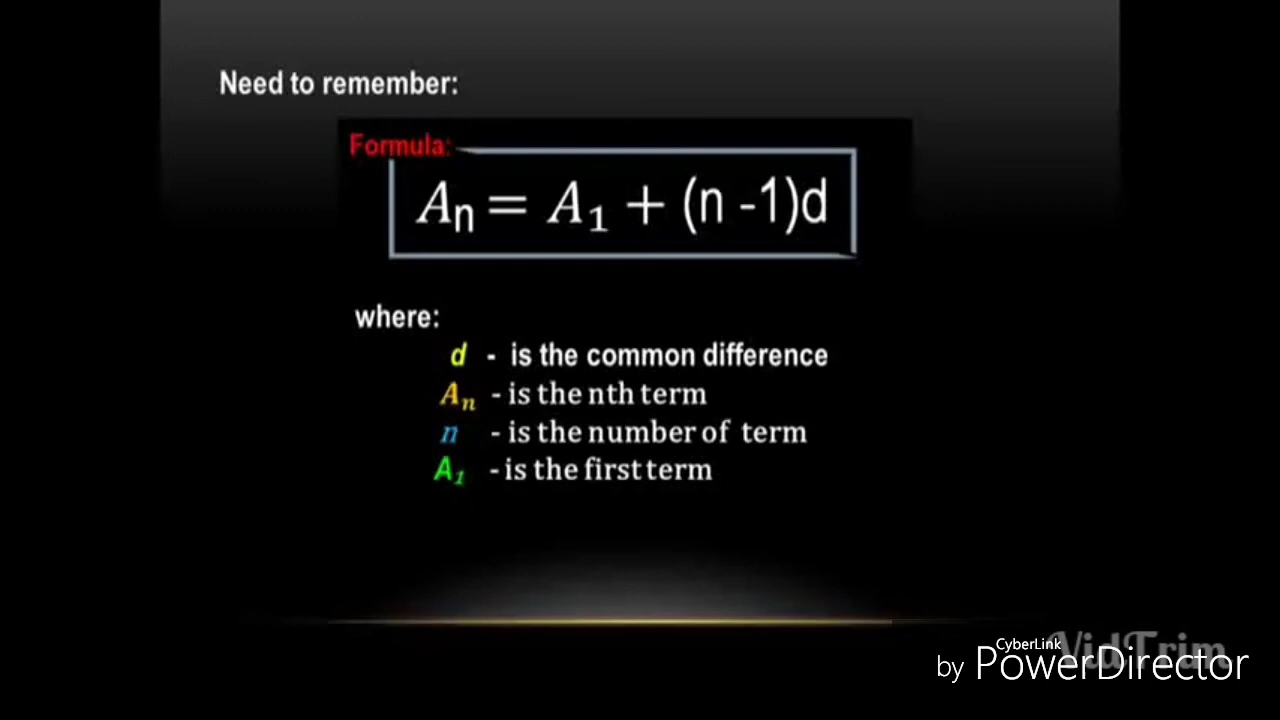 Need to remember:
Formula:
Aₙ = A₁ + (n -1)d
where:
d - is the common difference
Aₙ - is the nth term
n - is the number of term
A₁ - is the first term
VidTrim
CyberLink
by PowerDirector